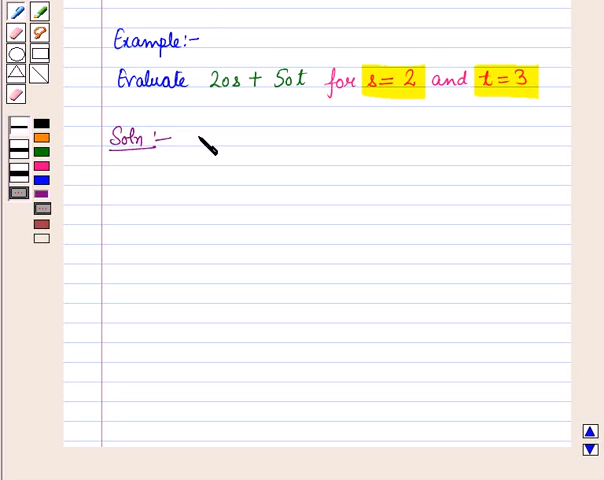 Example:-
Evaluate 20s + 50t for s = 2 and t = 3
Soln :-